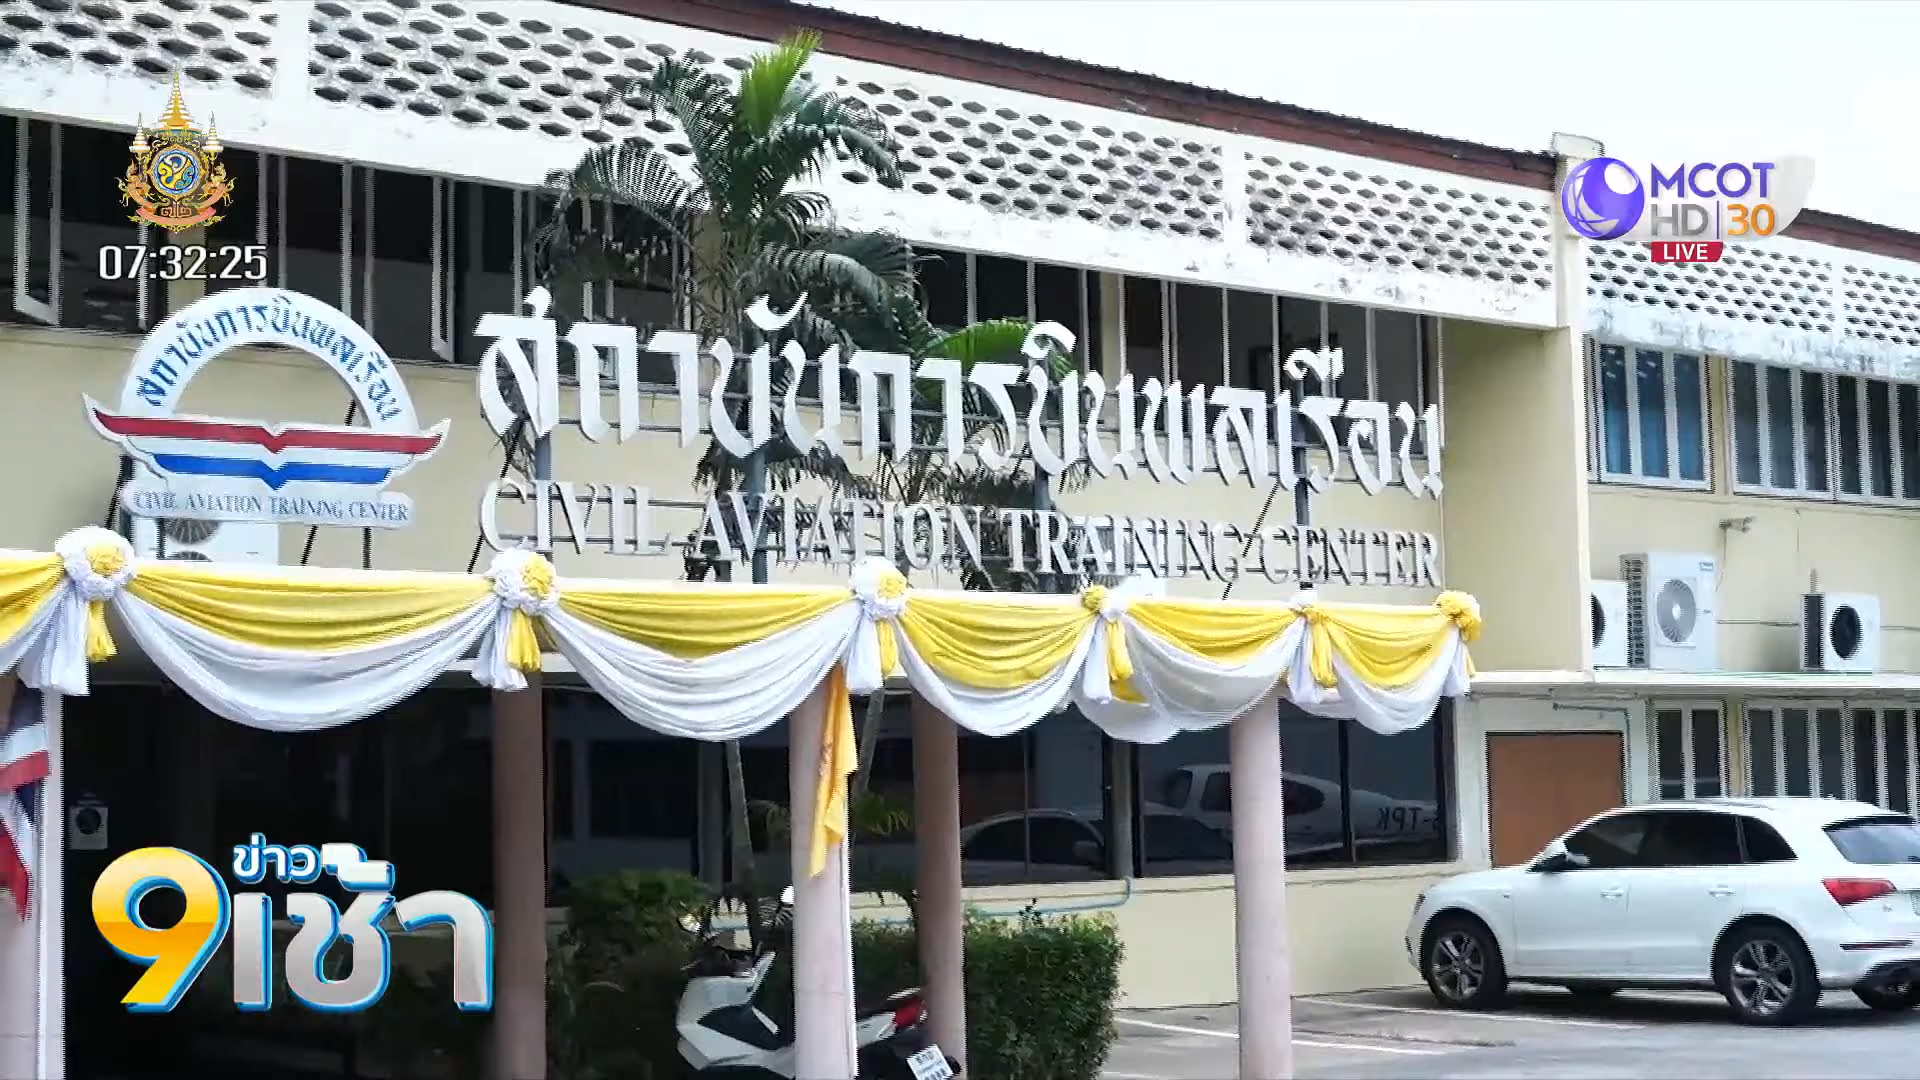 MCOT
HD 30
LIVE
07:32:25
สถาบันการบินพลเรือน
CIVIL AVIATION TRAINING CENTER
สถาบันการบินพลเรือน
CIVIL AVIATION TRAINING CENTER
S-TPK
ข่าว
9เช้า